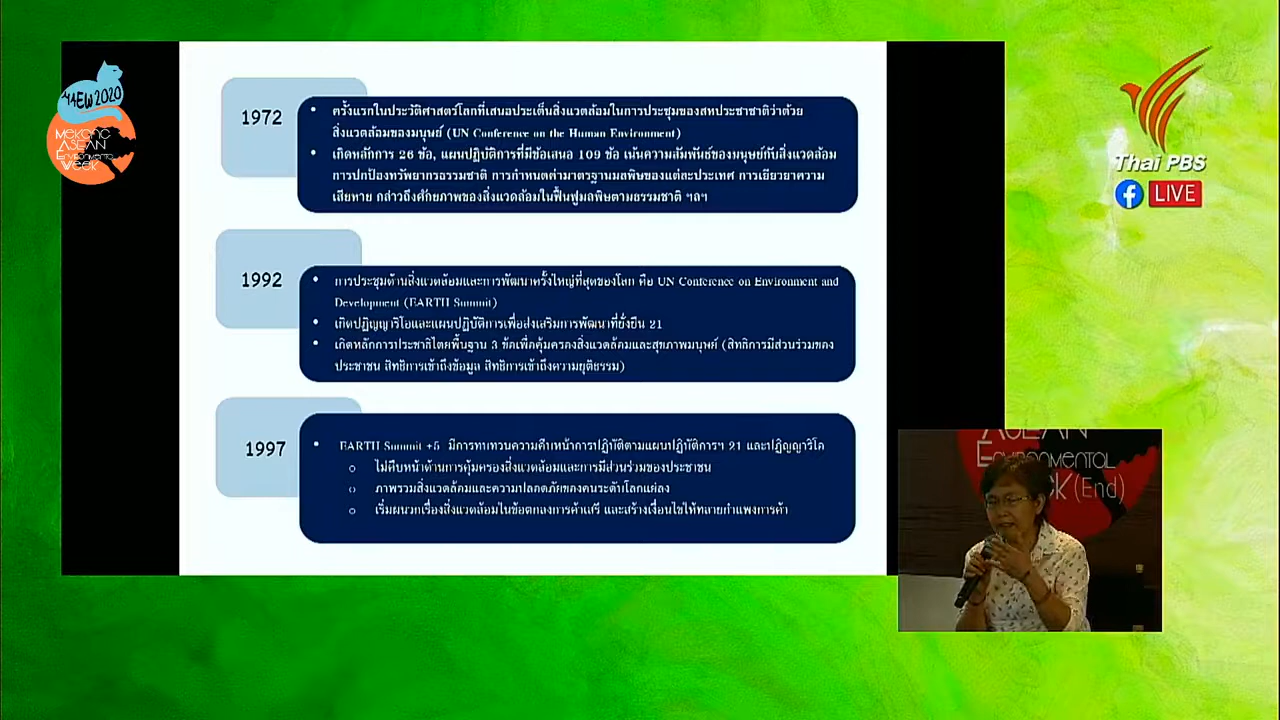 MAEW 2020
MEKONG
ASEAN
ENVIRONMENTAL
WEEK
Thai PBS
LIVE
1972
• ครั้งแรกในประวัติศาสตร์โลกที่เสนอประเด็นสิ่งแวดล้อมในการประชุมของสหประชาชาติว่าด้วย
สิ่งแวดล้อมของมนุษย์ (UN Conference on the Human Environment)
• เกิดหลักการ 26 ข้อ, แผนปฏิบัติการที่มีข้อเสนอ 109 ข้อ เน้นความสัมพันธ์ของมนุษย์กับสิ่งแวดล้อม
การปกป้องทรัพยากรธรรมชาติ การกำหนดค่ามาตรฐานมลพิษของแต่ละประเทศ การเยียวยาความ
เสียหาย กล่าวถึงศักยภาพของสิ่งแวดล้อมในฟื้นฟูมลพิษตามธรรมชาติ ฯลฯ
1992
• การประชุมด้านสิ่งแวดล้อมและการพัฒนาครั้งใหญ่ที่สุดของโลก คือ UN Conference on Environment and
Development (EARTH Summit)
• เกิดปฏิญญาริโอและแผนปฏิบัติการเพื่อส่งเสริมการพัฒนาที่ยั่งยืน 21
• เกิดหลักการประชาธิปไตยพื้นฐาน 3 ข้อเพื่อคุ้มครองสิ่งแวดล้อมและสุขภาพมนุษย์ (สิทธิการมีส่วนร่วมของ
ประชาชน สิทธิการเข้าถึงข้อมูล สิทธิการเข้าถึงความยุติธรรม)
1997
• EARTH Summit +5 มีการทบทวนความคืบหน้าการปฏิบัติตามแผนปฏิบัติการฯ 21 และปฏิญญาริโอ
o ไม่คืบหน้าด้านการคุ้มครองสิ่งแวดล้อมและการมีส่วนร่วมของประชาชน
o ภาพรวมสิ่งแวดล้อมและความปลอดภัยของคนระดับโลกแย่ลง
o เริ่มผนวกเรื่องสิ่งแวดล้อมในข้อตกลงการค้าเสรี และสร้างเงื่อนไขให้ทลายกำแพงการค้า
ASEAN
ENVIRONMENTAL
(End)